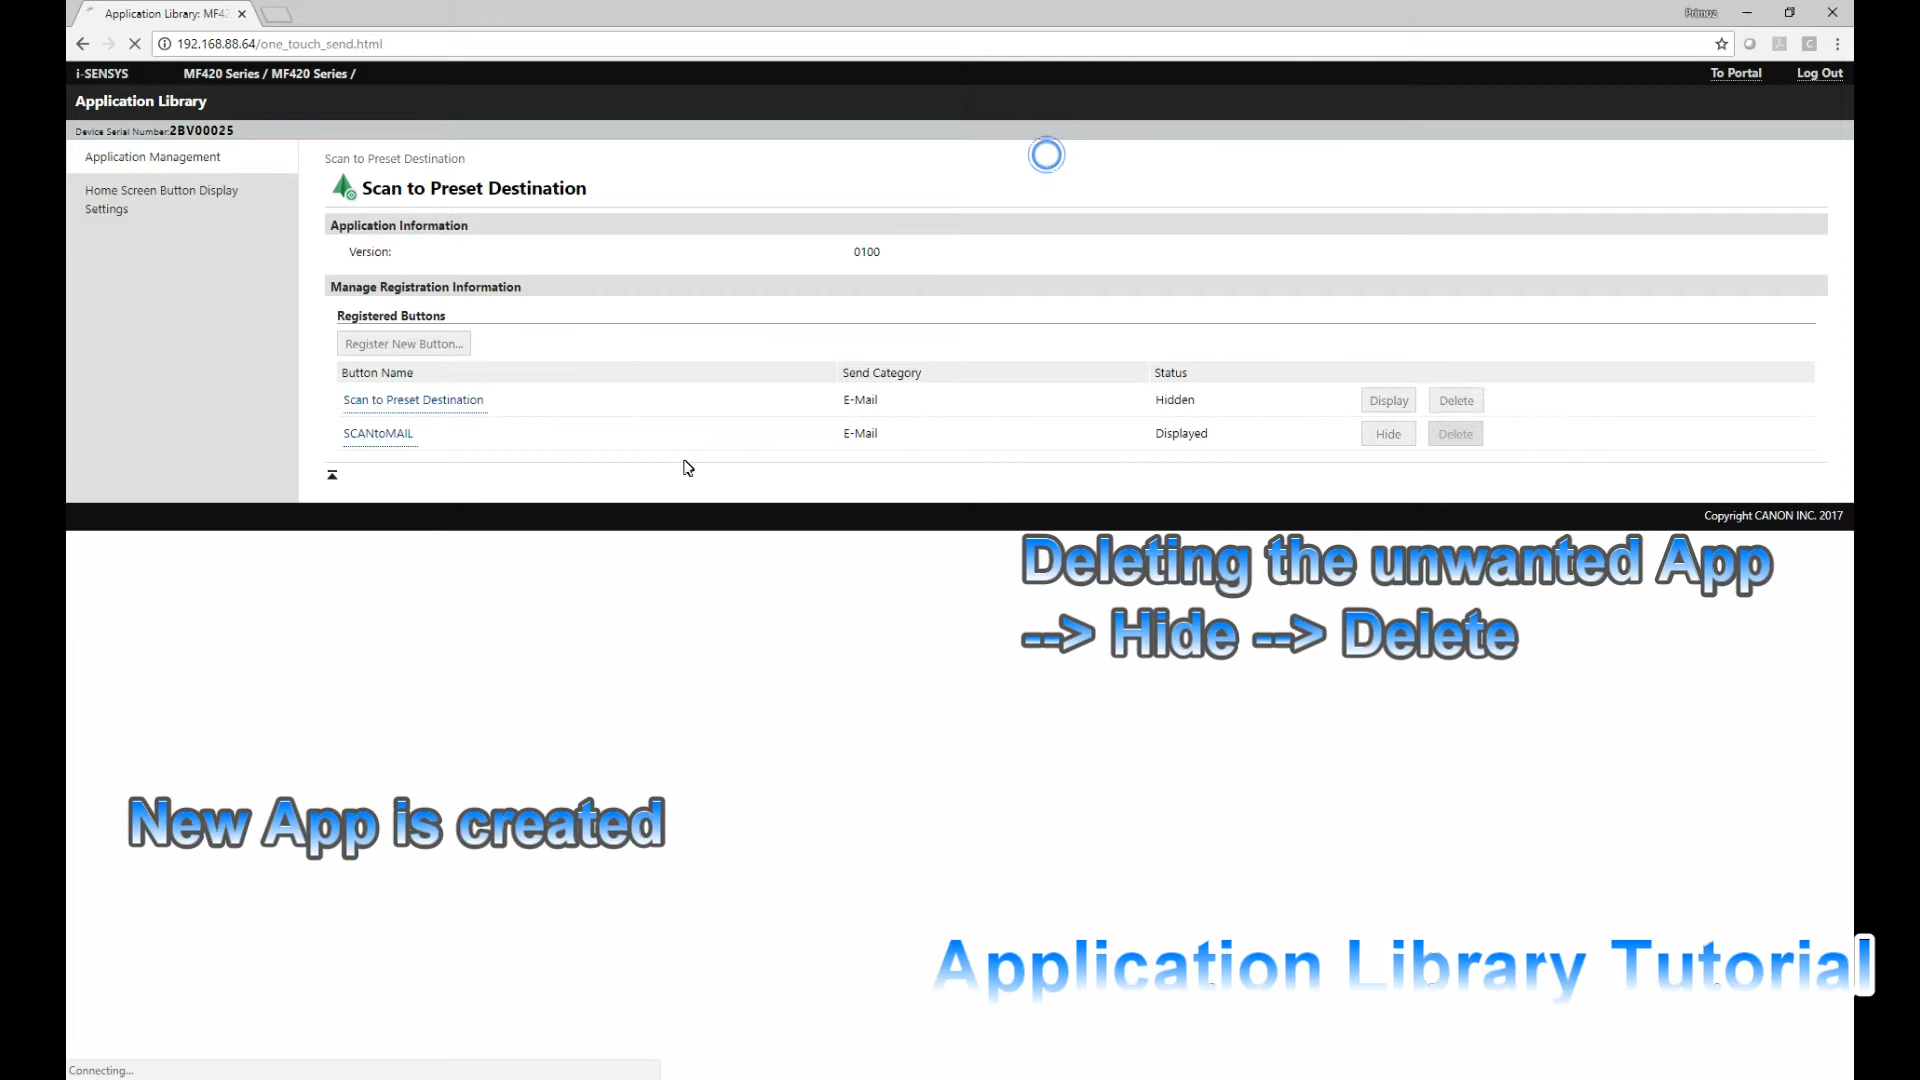 Application Library: MF42
Primoz
192.168.88.64/one_touch_send.html
i-SENSYS MF420 Series / MF420 Series / To Portal Log Out
Application Library
Device Serial Number:2BV00025
Application Management
Home Screen Button Display
Settings
Scan to Preset Destination
Scan to Preset Destination
Application Information
Version: 0100
Manage Registration Information
Registered Buttons
Register New Button...
Button Name Send Category Status
Scan to Preset Destination E-Mail Hidden Display Delete
SCANtoMAIL E-Mail Displayed Hide Delete
Copyright CANON INC. 2017
Deleting the unwanted App
--> Hide --> Delete
New App is created
Application Library Tutorial
Connecting...